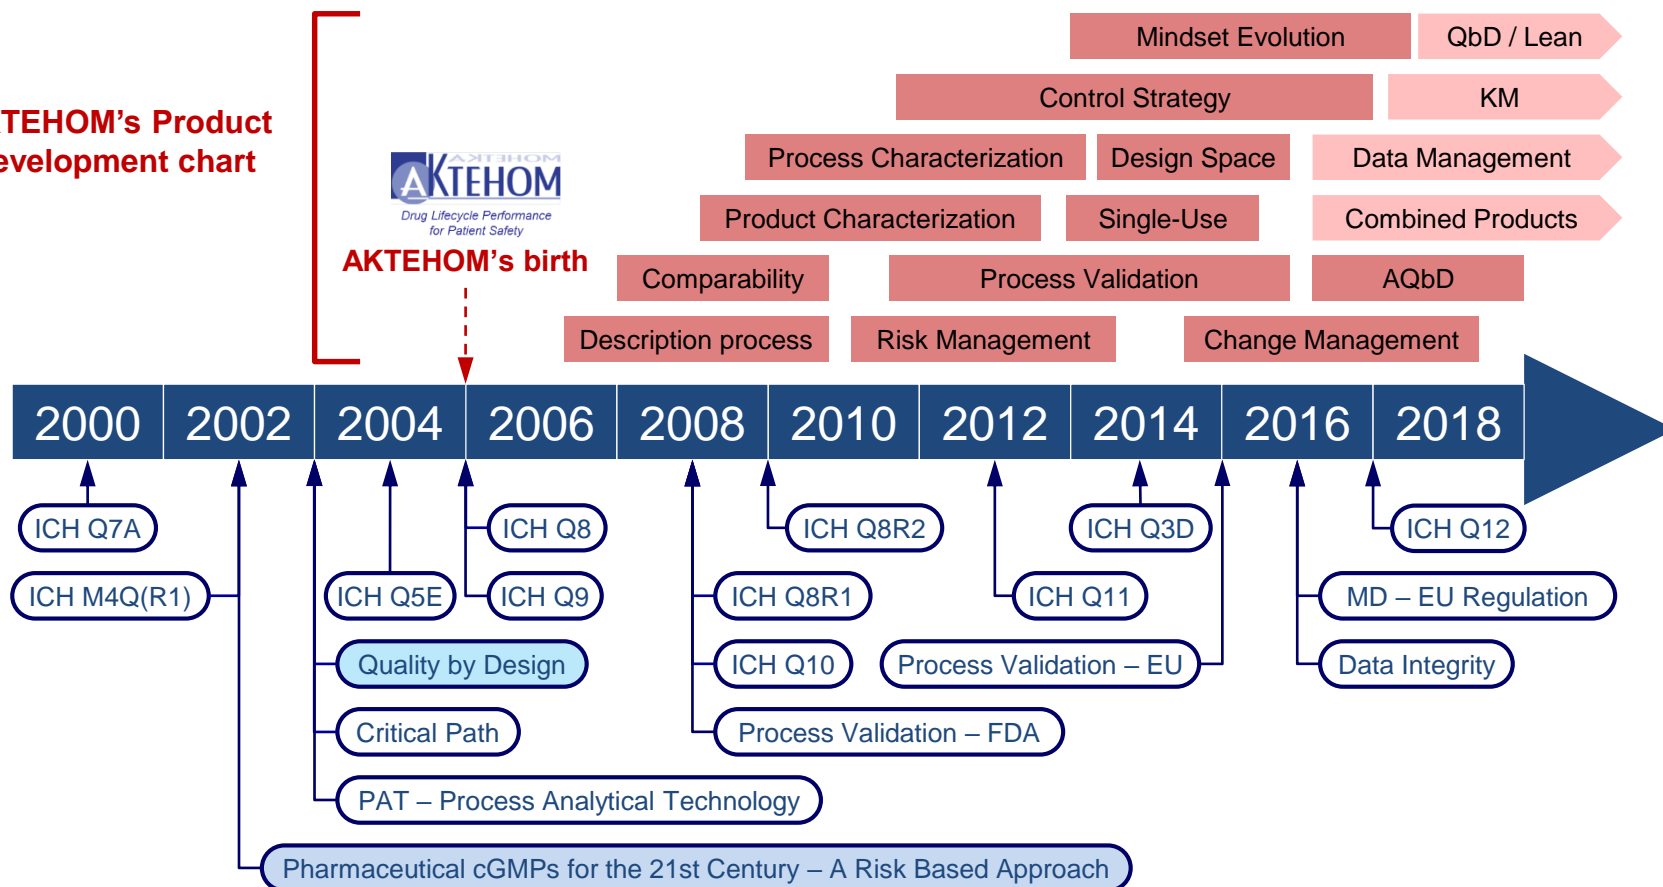 Mindset Evolution
QbD / Lean
Control Strategy
KM
KTEHOM's Product
evelopment chart
Process Characterization
Design Space
Data Management
AKTEHOM
Drug Lifecycle Performance
for Patient Safety
Product Characterization
Single-Use
Combined Products
AKTEHOM's birth
Comparability
Process Validation
AQbD
Description process
Risk Management
Change Management
2000
2002
2004
2006
2008
2010
2012
2014
2016
2018
ICH Q7A
ICH Q8
ICH Q8R2
ICH Q3D
ICH Q12
ICH M4Q(R1)
ICH Q5E
ICH Q9
ICH Q8R1
ICH Q11
MD – EU Regulation
Quality by Design
ICH Q10
Process Validation – EU
Data Integrity
Critical Path
Process Validation – FDA
PAT – Process Analytical Technology
Pharmaceutical cGMPs for the 21st Century – A Risk Based Approach